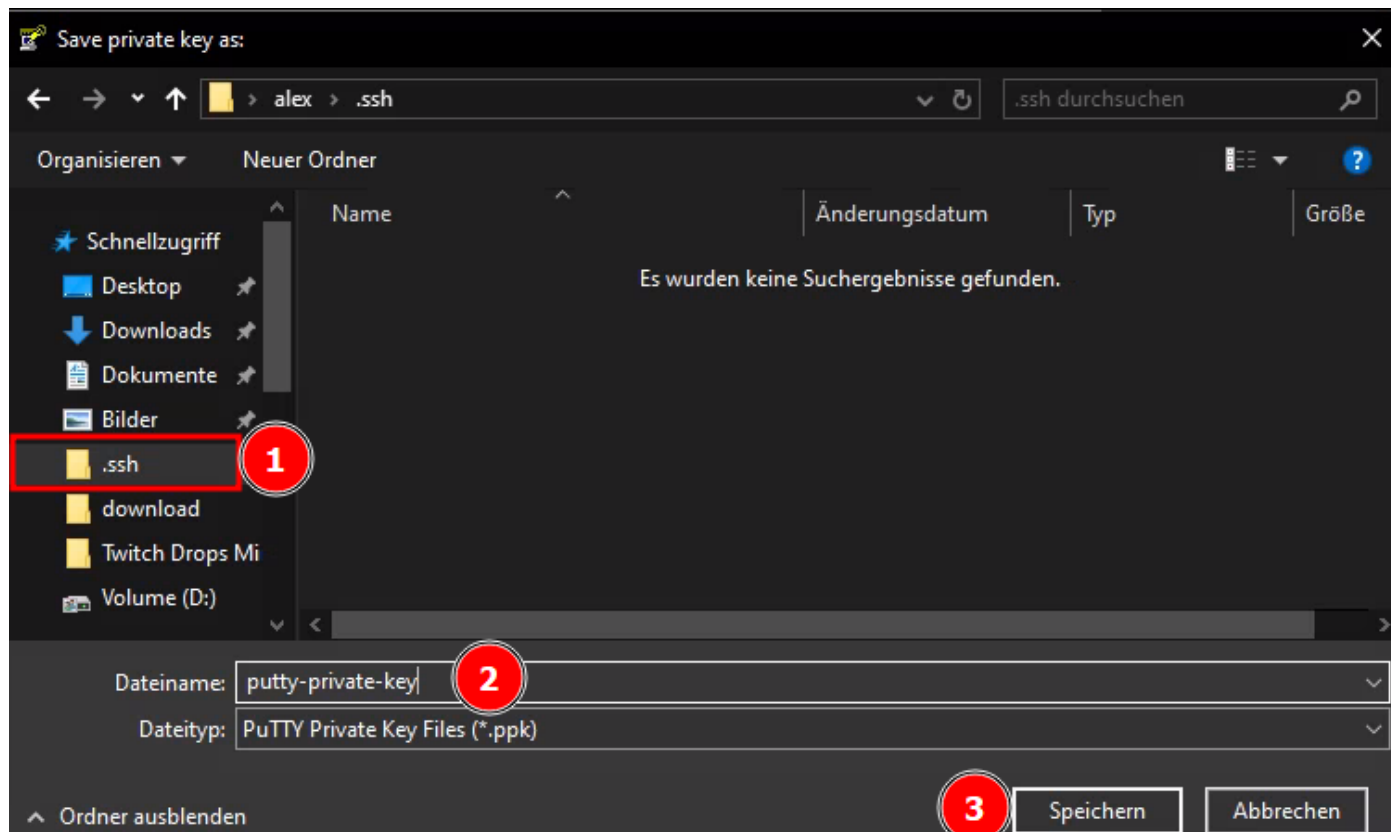 Save private key as:
alex > .ssh
.ssh durchsuchen
Organisieren
Neuer Ordner
?
Name
Änderungsdatum
Typ
Größe
Schnellzugriff
Es wurden keine Suchergebnisse gefunden.
Desktop
Downloads
Dokumente
Bilder
.ssh
1
download
Twitch Drops Mi
Volume (D:)
Dateiname: putty-private-key
2
Dateityp: PuTTY Private Key Files (*.ppk)
Ordner ausblenden
3
Speichern
Abbrechen